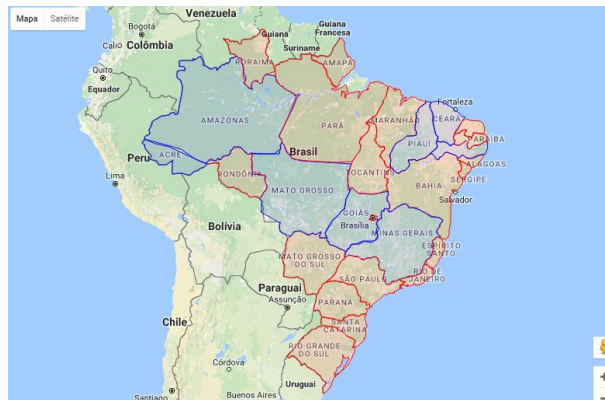 Mapa
Satélite
Venezuela
Bogotá
Calio
Colômbia
Guiana
Guiana
Francesa
Suriname
RORAIMA
AMAPÁ
Quito
Equador
AMAZONAS
PARÁ
MARANHÃO
Fortaleza
CEARÁ
PIAUÍ
ARAÍBA
Peru
ACRE
Brasil
TOCANTINS
ALAGOAS
SERGIPE
RONDÔNIA
Lima
MATO GROSSO
BAHIA
Salvador
GOIÁS
Brasília
Bolívia
MINAS GERAIS
ESPÍRITO
SANTO
MATO GROSSO
DO SUL
SÃO PAULO
RIO DE
JANEIRO
Paraguai
Assunção
PARANÁ
Chile
SANTA
CATARINA
RIO GRANDE
DO SUL
Córdova
Uruguai
Santiago
Buenos Aires